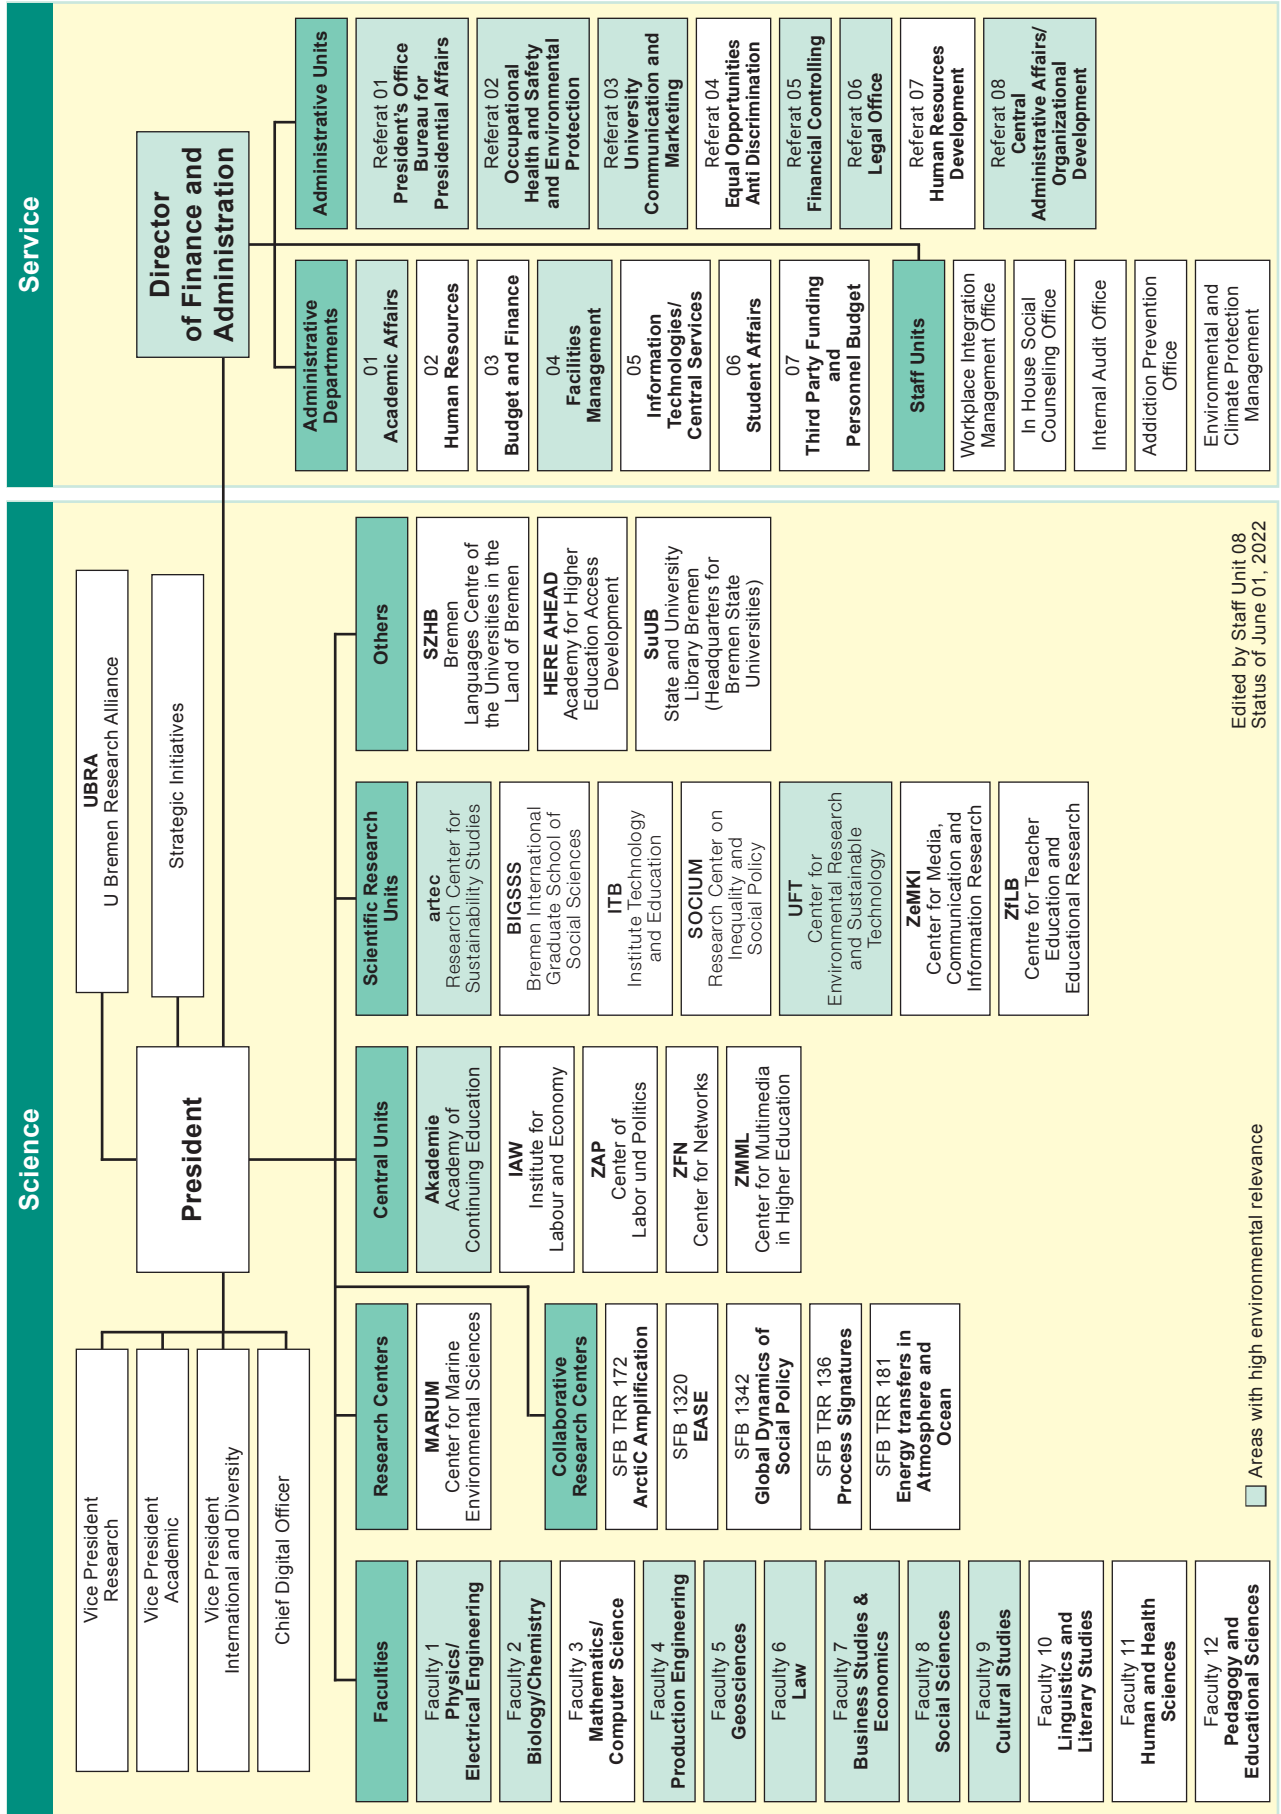 Science
Vice President
Research
Vice President
Academic
Vice President
International and Diversity
Chief Digital Officer
President
UBRA
U Bremen Research Alliance
Strategic Initiatives
Faculties
Faculty 1
Physics/
Electrical Engineering
Faculty 2
Biology/Chemistry
Faculty 3
Mathematics/
Computer Science
Faculty 4
Production Engineering
Faculty 5
Geosciences
Faculty 6
Law
Faculty 7
Business Studies &
Economics
Faculty 8
Social Sciences
Faculty 9
Cultural Studies
Faculty 10
Linguistics and
Literary Studies
Faculty 11
Human and Health
Sciences
Faculty 12
Pedagogy and
Educational Sciences
Research Centers
MARUM
Center for Marine
Environmental Sciences
Collaborative
Research Centers
SFB TRR 172
ArctiC Amplification
SFB 1320
EASE
SFB 1342
Global Dynamics of
Social Policy
SFB TRR 136
Process Signatures
SFB TRR 181
Energy transfers in
Atmosphere and
Ocean
Central Units
Akademie
Academy of
Continuing Education
IAW
Institute for
Labour and Economy
ZAP
Center of
Labor und Politics
ZFN
Center for Networks
ZMML
Center for Multimedia
in Higher Education
Scientific Research
Units
artec
Research Center for
Sustainability Studies
BIGSSS
Bremen International
Graduate School of
Social Sciences
ITB
Institute Technology
and Education
SOCIUM
Research Center on
Inequality and
Social Policy
UFT
Center for
Environmental Research
and Sustainable
Technology
ZeMKI
Center for Media,
Communication and
Information Research
ZfLB
Centre for Teacher
Education and
Educational Research
Others
SZHB
Bremen
Languages Centre of
the Universities in the
Land of Bremen
HERE AHEAD
Academy for Higher
Education Access
Development
SuUB
State and University
Library Bremen
(Headquarters for
Bremen State
Universities)
Areas with high environmental relevance
Edited by Staff Unit 08
Status of June 01, 2022
Service
Director
of Finance and
Administration
Administrative
Departments
01
Academic Affairs
02
Human Resources
03
Budget and Finance
04
Facilities
Management
05
Information
Technologies/
Central Services
06
Student Affairs
07
Third Party Funding
and
Personnel Budget
Staff Units
Workplace Integration
Management Office
In House Social
Counseling Office
Internal Audit Office
Addiction Prevention
Office
Environmental and
Climate Protection
Management
Administrative Units
Referat 01
President's Office
Bureau for
Presidential Affairs
Referat 02
Occupational
Health and Safety
and Environmental
Protection
Referat 03
University
Communication and
Marketing
Referat 04
Equal Opportunities
Anti Discrimination
Referat 05
Financial Controlling
Referat 06
Legal Office
Referat 07
Human Resources
Development
Referat 08
Central
Administrative Affairs/
Organizational
Development